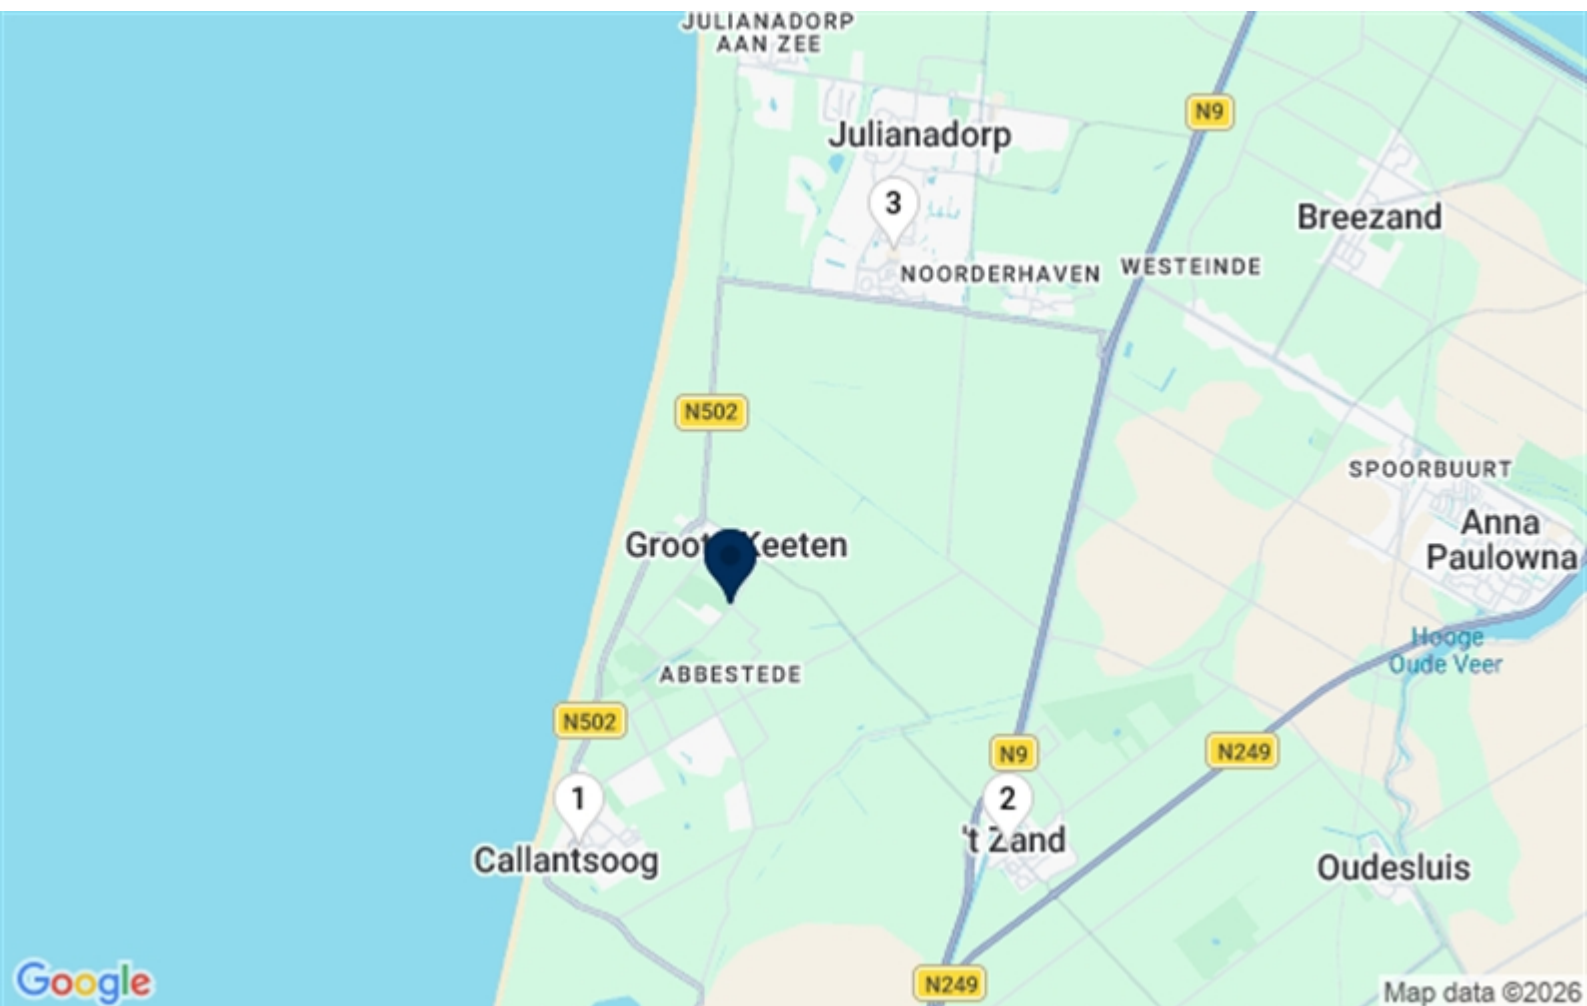 JULIANADORP
AAN ZEE
N9
Julianadorp
3
Breezand
NOORDERHAVEN
WESTEINDE
N502
SPOORBUURT
Anna
Paulowna
Groot Keeten
Hooge
Oude Veer
ABBESTEDE
N502
N9
N249
1
2
't Zand
Callantsoog
Oudesluis
N249
Google
Map data ©2026